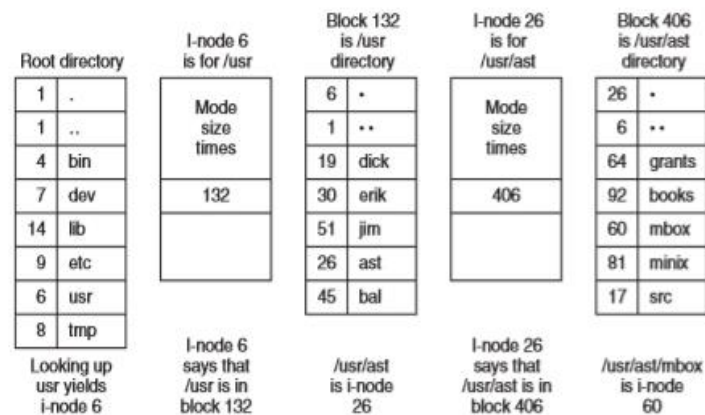 Root directory
1 .
1 ..
4 bin
7 dev
14 lib
9 etc
6 usr
8 tmp
Looking up
usr yields
i-node 6
I-node 6
is for /usr
Mode
size
times
132
I-node 6
says that
/usr is in
block 132
Block 132
is /usr
directory
6 •
1 ••
19 dick
30 erik
51 jim
26 ast
45 bal
/usr/ast
is i-node
26
I-node 26
is for
/usr/ast
Mode
size
times
406
I-node 26
says that
/usr/ast is in
block 406
Block 406
is /usr/ast
directory
26 •
6 ••
64 grants
92 books
60 mbox
81 minix
17 src
/usr/ast/mbox
is i-node
60